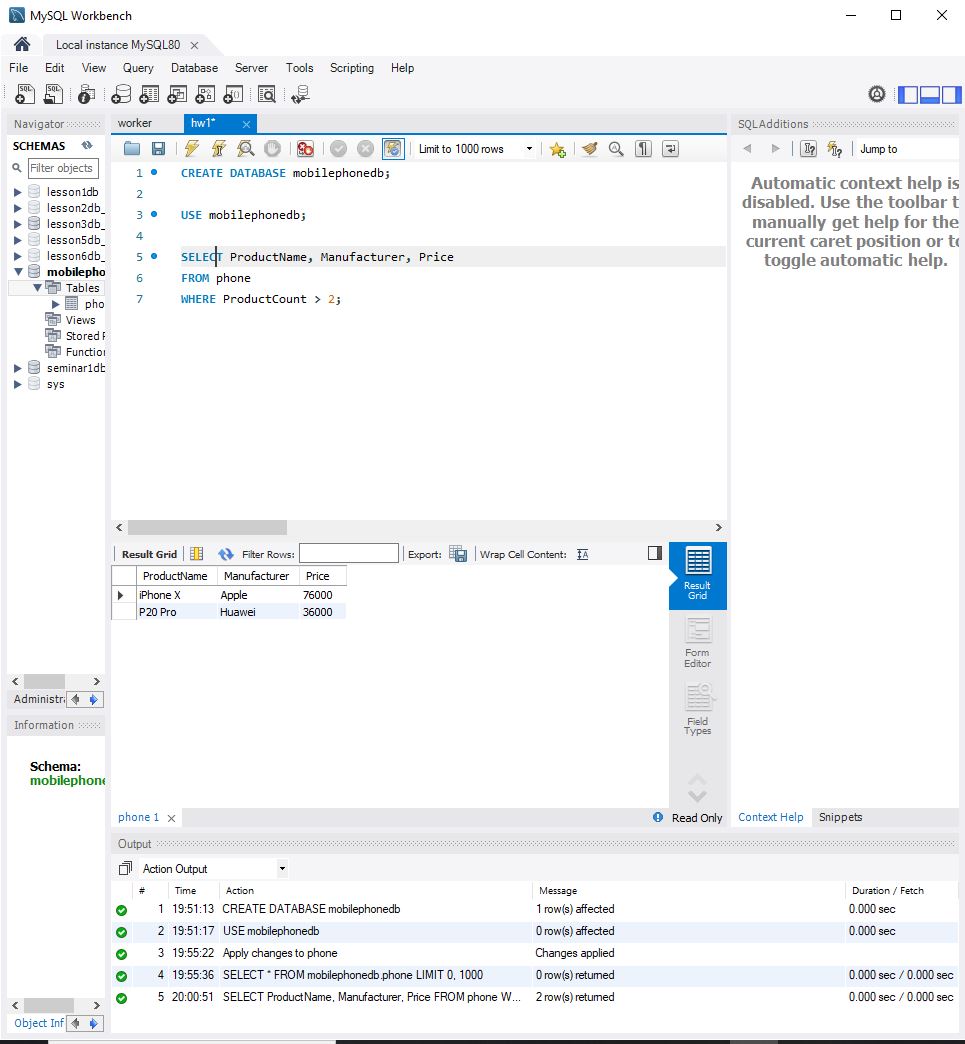 MySQL Workbench
Local instance MySQL80
File Edit View Query Database Server Tools Scripting Help
Navigator
SCHEMAS
Filter objects
lesson1db
lesson2db_
lesson3db_
lesson5db_
lesson6db_
mobilepho
Tables
pho
Views
Stored P
Function
seminar1db
sys
Administra
Information
Schema:
mobilephone
Object Inf
worker hw1*
Limit to 1000 rows
1 CREATE DATABASE mobilephonedb;
2
3 USE mobilephonedb;
4
5 SELECT ProductName, Manufacturer, Price
6 FROM phone
7 WHERE ProductCount > 2;
Result Grid Filter Rows: Export: Wrap Cell Content:
ProductName Manufacturer Price
iPhone X Apple 76000
P20 Pro Huawei 36000
Result
Grid
Form
Editor
Field
Types
phone 1 Read Only
SQLAdditions
Jump to
Automatic context help is
disabled. Use the toolbar t
manually get help for the
current caret position or to
toggle automatic help.
Context Help Snippets
Output
Action Output
# Time Action Message Duration / Fetch
1 19:51:13 CREATE DATABASE mobilephonedb 1 row(s) affected 0.000 sec
2 19:51:17 USE mobilephonedb 0 row(s) affected 0.000 sec
3 19:55:22 Apply changes to phone Changes applied
4 19:55:36 SELECT * FROM mobilephonedb.phone LIMIT 0, 1000 0 row(s) returned 0.000 sec / 0.000 sec
5 20:00:51 SELECT ProductName, Manufacturer, Price FROM phone W... 2 row(s) returned 0.000 sec / 0.000 sec